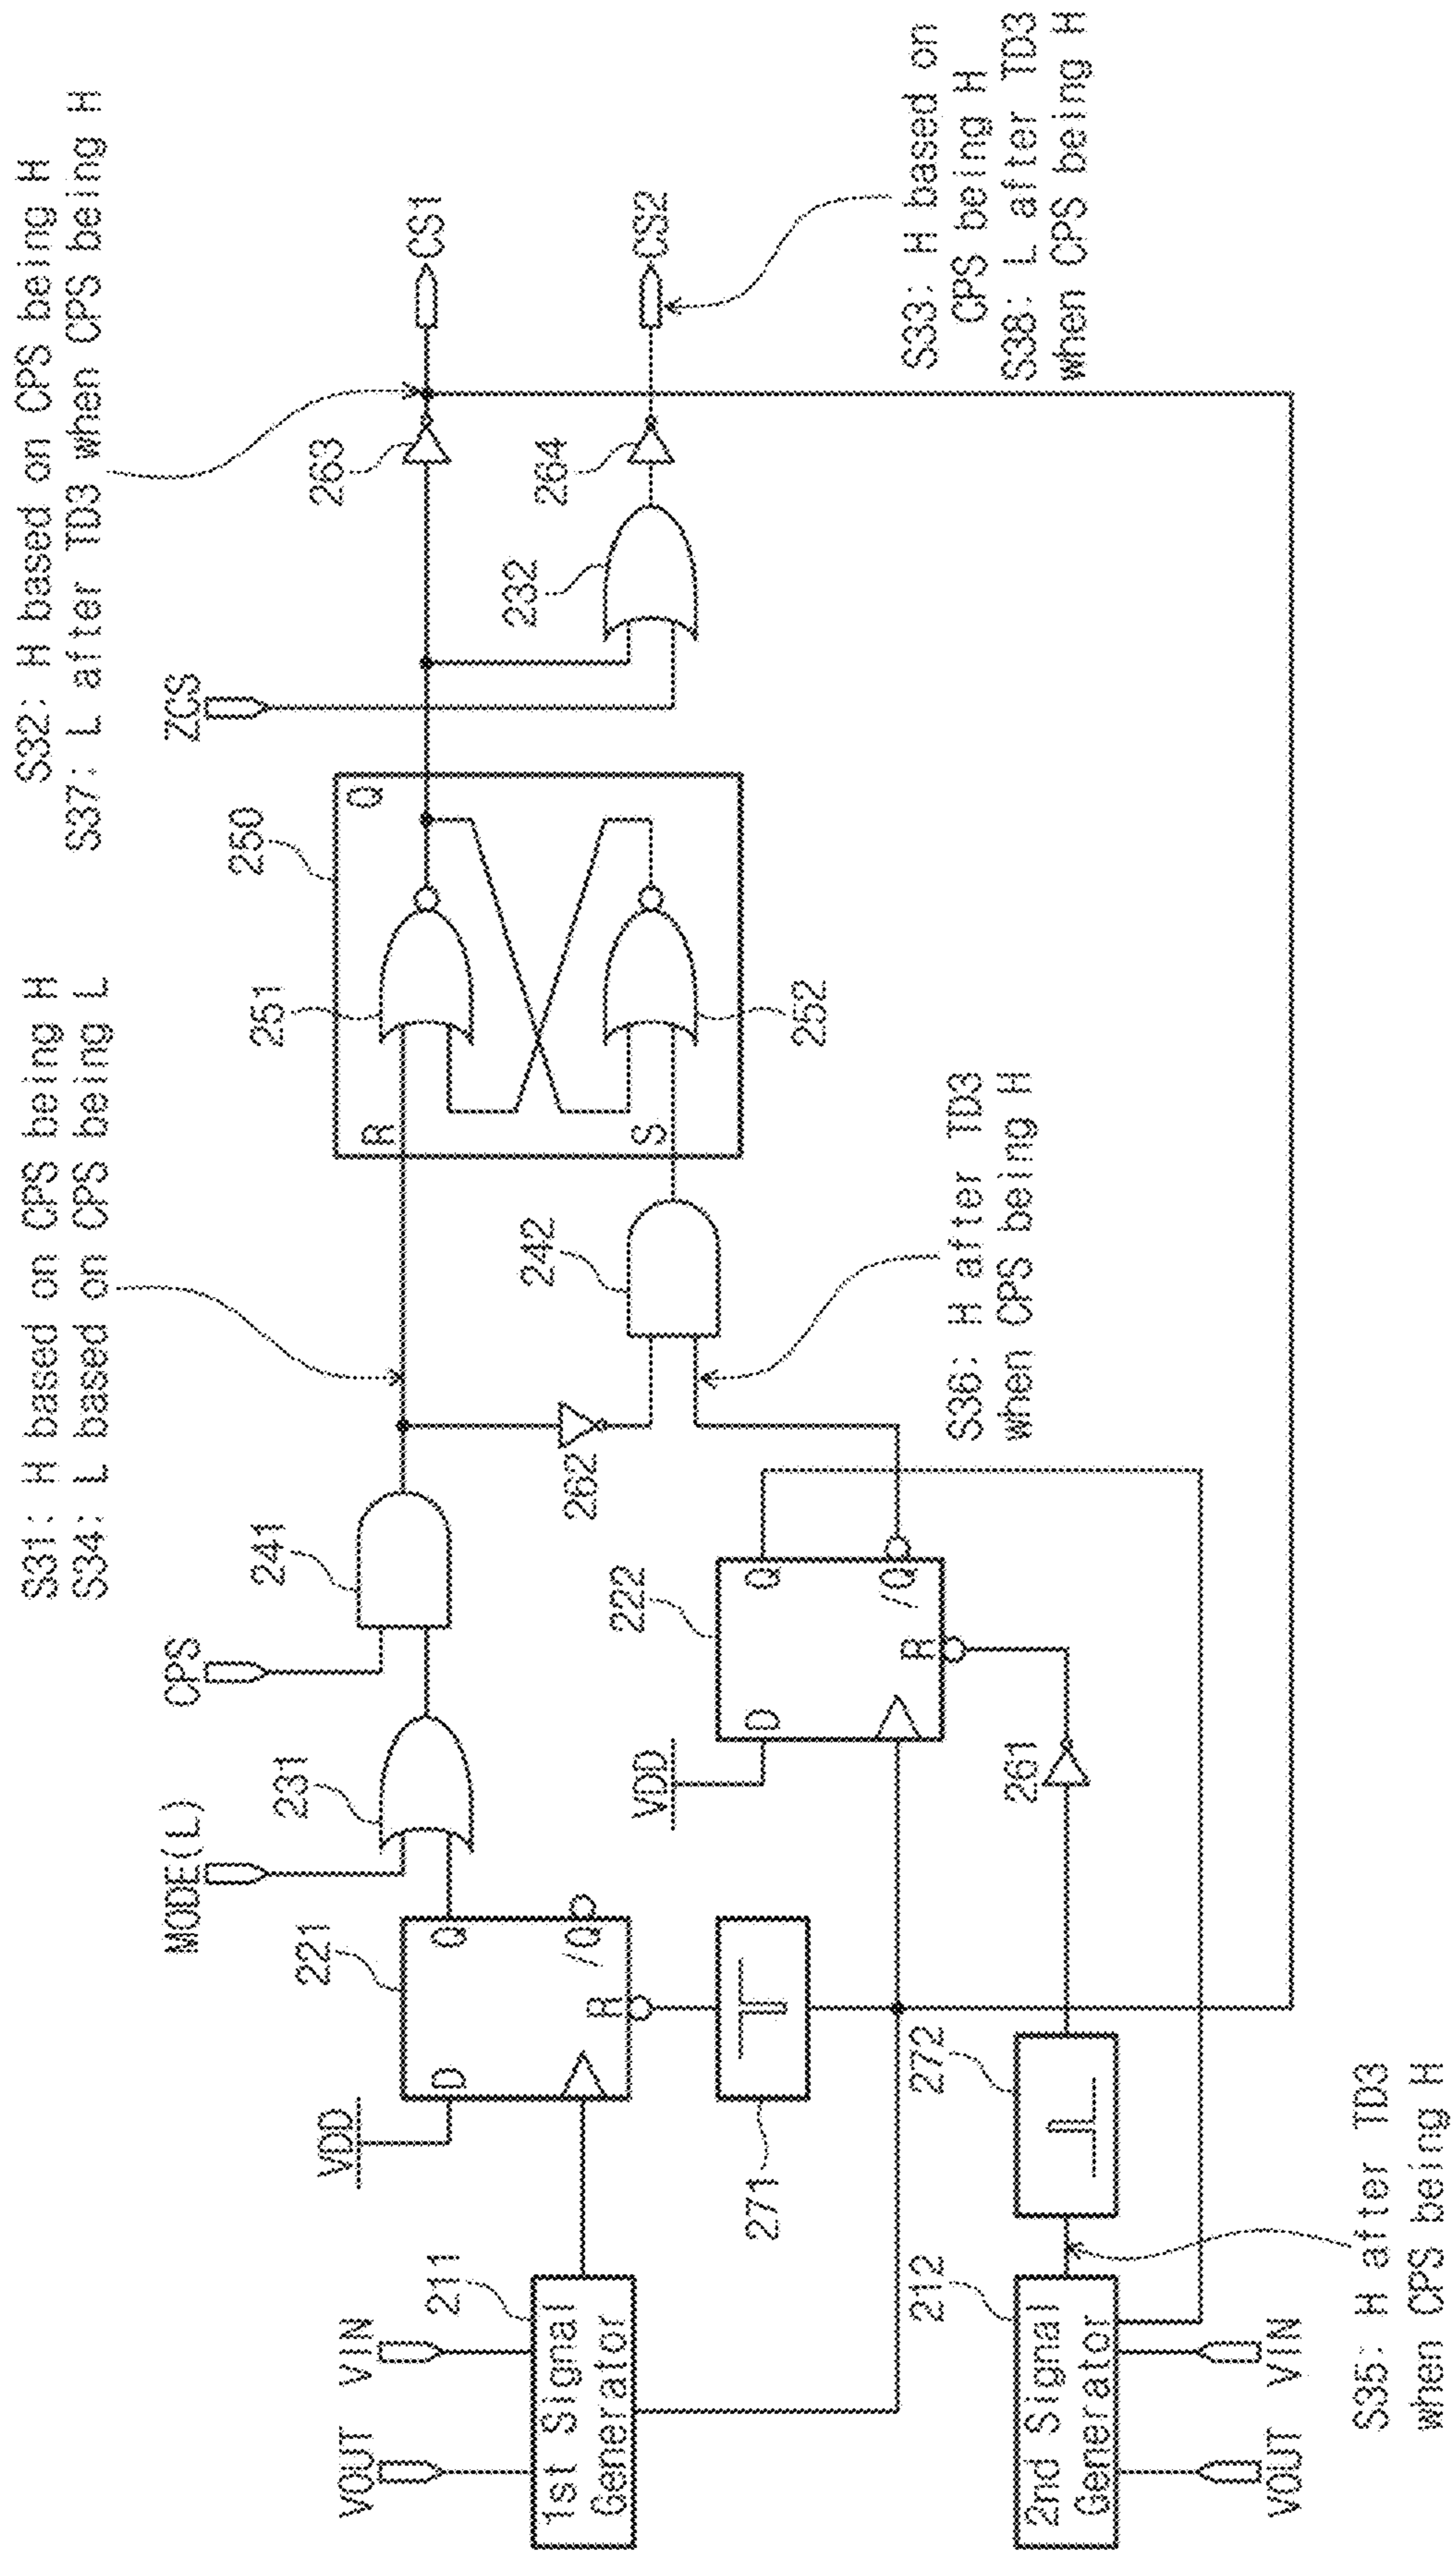 S31: H based on CPS being H
S34: L based on CPS being L
S32: H based on CPS being H
S37: L after TD3 when CPS being H
VOUT
VIN
211
1st Signal
Generator
VDD
221
D
Q
/Q
R
MODE(L)
231
CPS
241
262
250
R
S
Q
251
252
ZCS
263
CS1
232
264
CS2
S33: H based on
CPS being H
S38: L after TD3
when CPS being H
242
S36: H after TD3
when CPS being H
271
VDD
222
D
Q
/Q
R
261
272
212
2nd Signal
Generator
VOUT
VIN
S35: H after TD3
when CPS being H